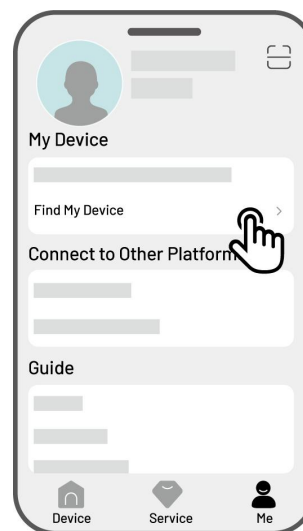 My Device
Find My Device
Connect to Other Platform
Guide
Device Service Me